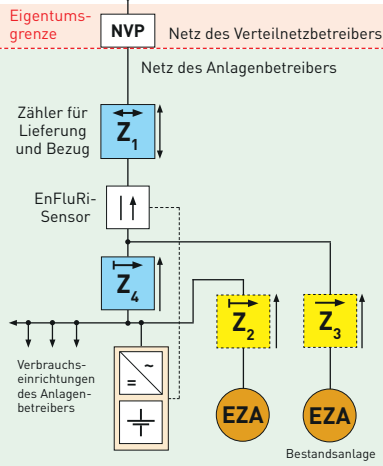 Eigentums-
grenze
NVP
Netz des Verteilnetzbetreibers
Netz des Anlagenbetreibers
Zähler für
Lieferung
und Bezug
Z1
EnFluRi-
Sensor
Z4
Z2
Z3
Verbrauchs-
einrichtungen
des Anlagen-
betreibers
~
=
EZA
EZA
Bestandsanlage